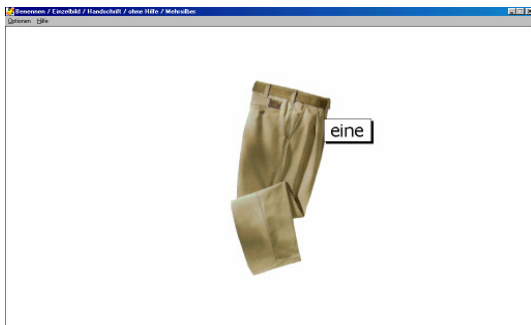 Benennen / Einzelbild / Handschrift / ohne Hilfe / Mehrsilber
Optionen Hilfe
eine